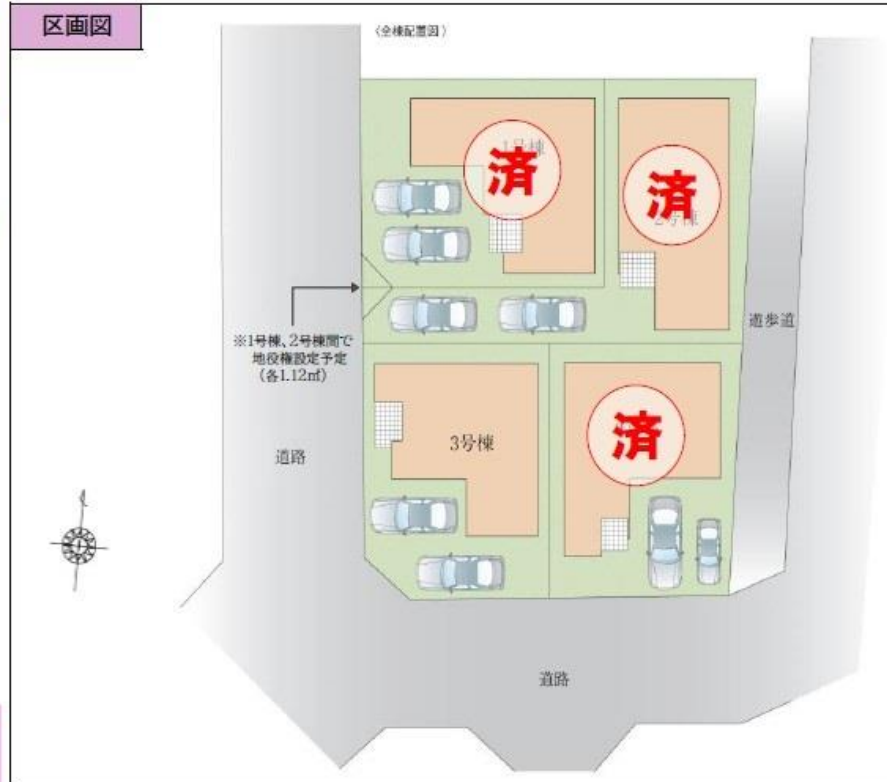 区画図
(全棟配置図)
1号棟
済
済
2号棟
※1号棟、2号棟間で
地役権設定予定
(各1.12㎡)
遊歩道
道路
3号棟
済
道路